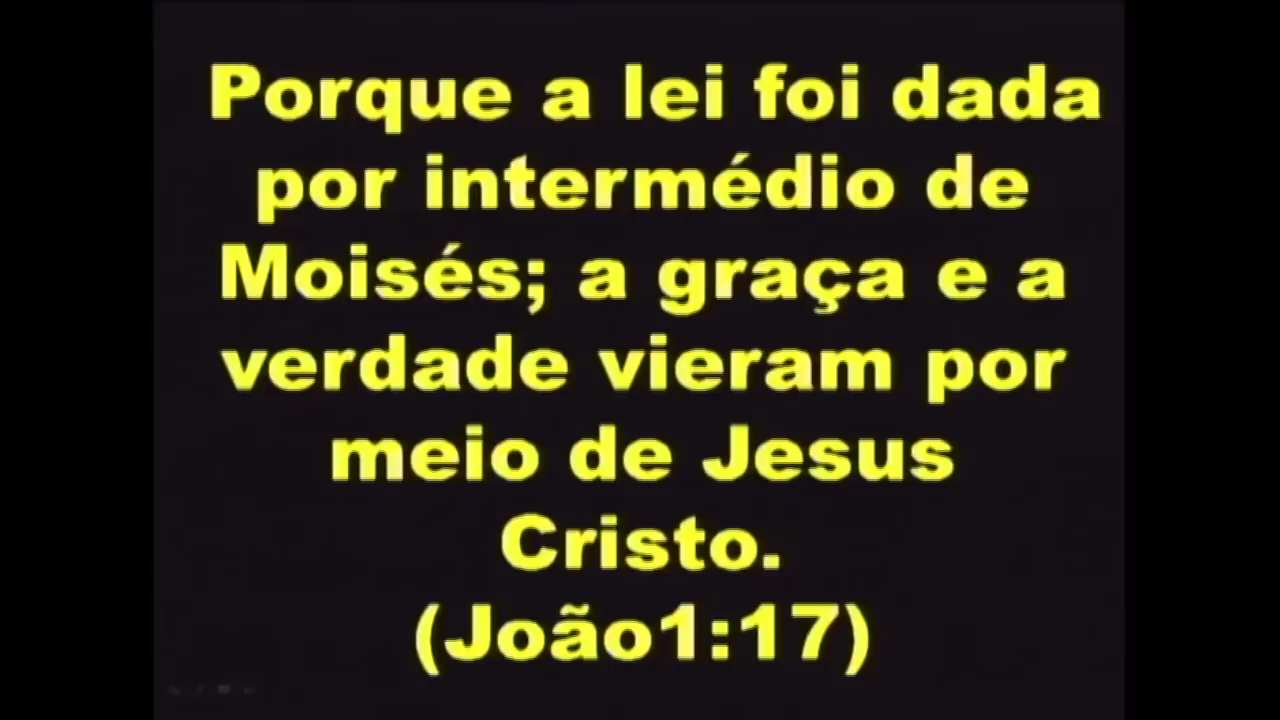 Porque a lei foi dada
por intermédio de
Moisés; a graça e a
verdade vieram por
meio de Jesus
Cristo.
(João1:17)